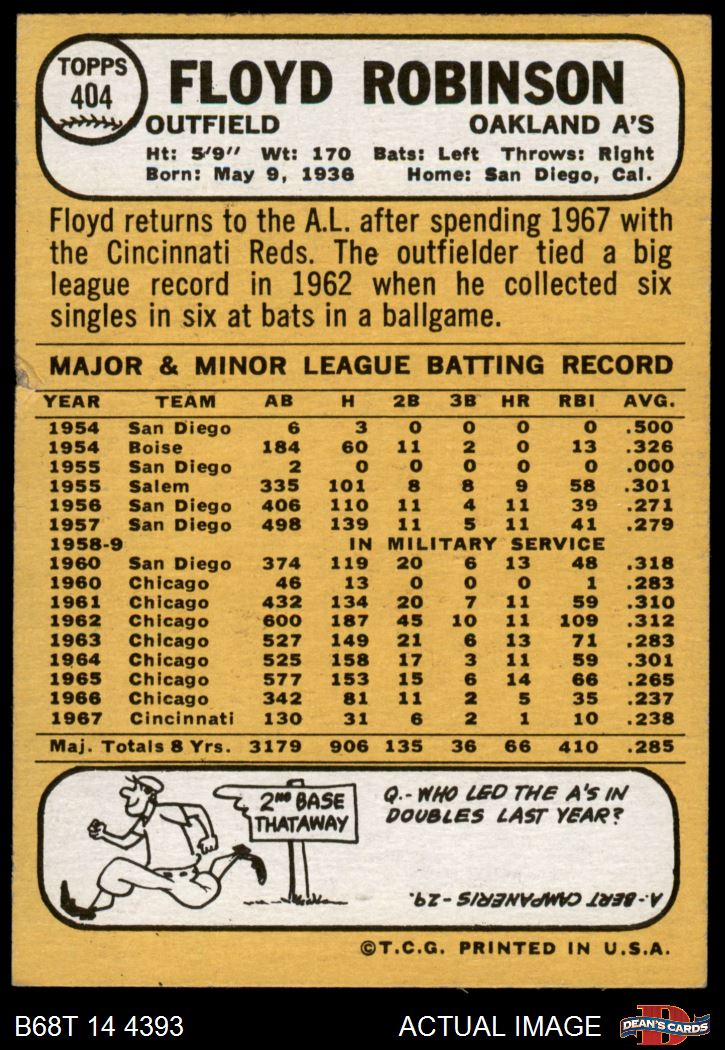 TOPPS
404
FLOYD ROBINSON
OUTFIELD OAKLAND A'S
Ht: 5'9'' Wt: 170 Bats: Left Throws: Right
Born: May 9, 1936 Home: San Diego, Cal.
Floyd returns to the A.L. after spending 1967 with
the Cincinnati Reds. The outfielder tied a big
league record in 1962 when he collected six
singles in six at bats in a ballgame.
MAJOR & MINOR LEAGUE BATTING RECORD
YEAR TEAM AB H 2B 3B HR RBI AVG.
1954 San Diego 6 3 0 0 0 0 .500
1954 Boise 184 60 11 2 0 13 .326
1955 San Diego 2 0 0 0 0 0 .000
1955 Salem 335 101 8 8 9 58 .301
1956 San Diego 406 110 11 4 11 39 .271
1957 San Diego 498 139 11 5 11 41 .279
1958-9 IN MILITARY SERVICE
1960 San Diego 374 119 20 6 13 48 .318
1960 Chicago 46 13 0 0 0 1 .283
1961 Chicago 432 134 20 7 11 59 .310
1962 Chicago 600 187 45 10 11 109 .312
1963 Chicago 527 149 21 6 13 71 .283
1964 Chicago 525 158 17 3 11 59 .301
1965 Chicago 577 153 15 6 14 66 .265
1966 Chicago 342 81 11 2 5 35 .237
1967 Cincinnati 130 31 6 2 1 10 .238
Maj. Totals 8 Yrs. 3179 906 135 36 66 410 .285
2ND BASE
THATAWAY
Q.- WHO LED THE A'S IN
DOUBLES LAST YEAR?
A.- BERT CAMPANERIS - 29.
©T.C.G. PRINTED IN U.S.A.
B68T 14 4393 ACTUAL IMAGE
D
DEAN'S CARDS